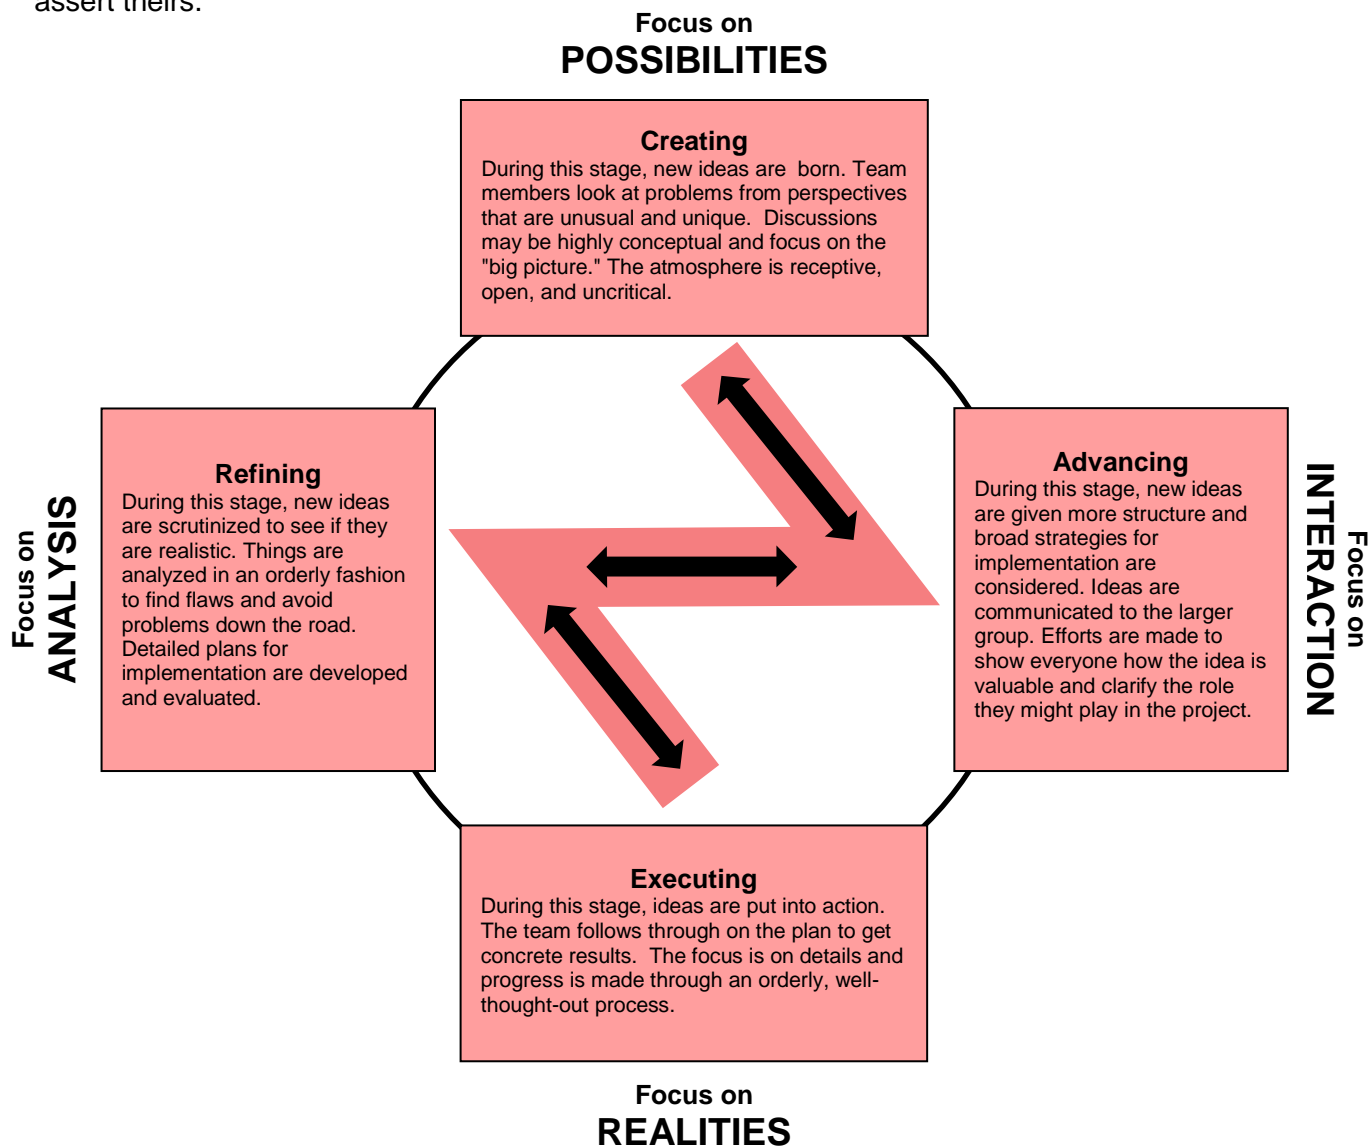 assert theirs.
Focus on
POSSIBILITIES
Creating
During this stage, new ideas are  born. Team
members look at problems from perspectives
that are unusual and unique.  Discussions
may be highly conceptual and focus on the
"big picture." The atmosphere is receptive,
open, and uncritical.
Focus on
ANALYSIS
Refining
During this stage, new ideas
are scrutinized to see if they
are realistic. Things are
analyzed in an orderly fashion
to find flaws and avoid
problems down the road.
Detailed plans for
implementation are developed
and evaluated.
Advancing
During this stage, new ideas
are given more structure and
broad strategies for
implementation are
considered. Ideas are
communicated to the larger
group. Efforts are made to
show everyone how the idea is
valuable and clarify the role
they might play in the project.
Focus on
INTERACTION
Executing
During this stage, ideas are put into action.
The team follows through on the plan to get
concrete results.  The focus is on details and
progress is made through an orderly, well-
thought-out process.
Focus on
REALITIES